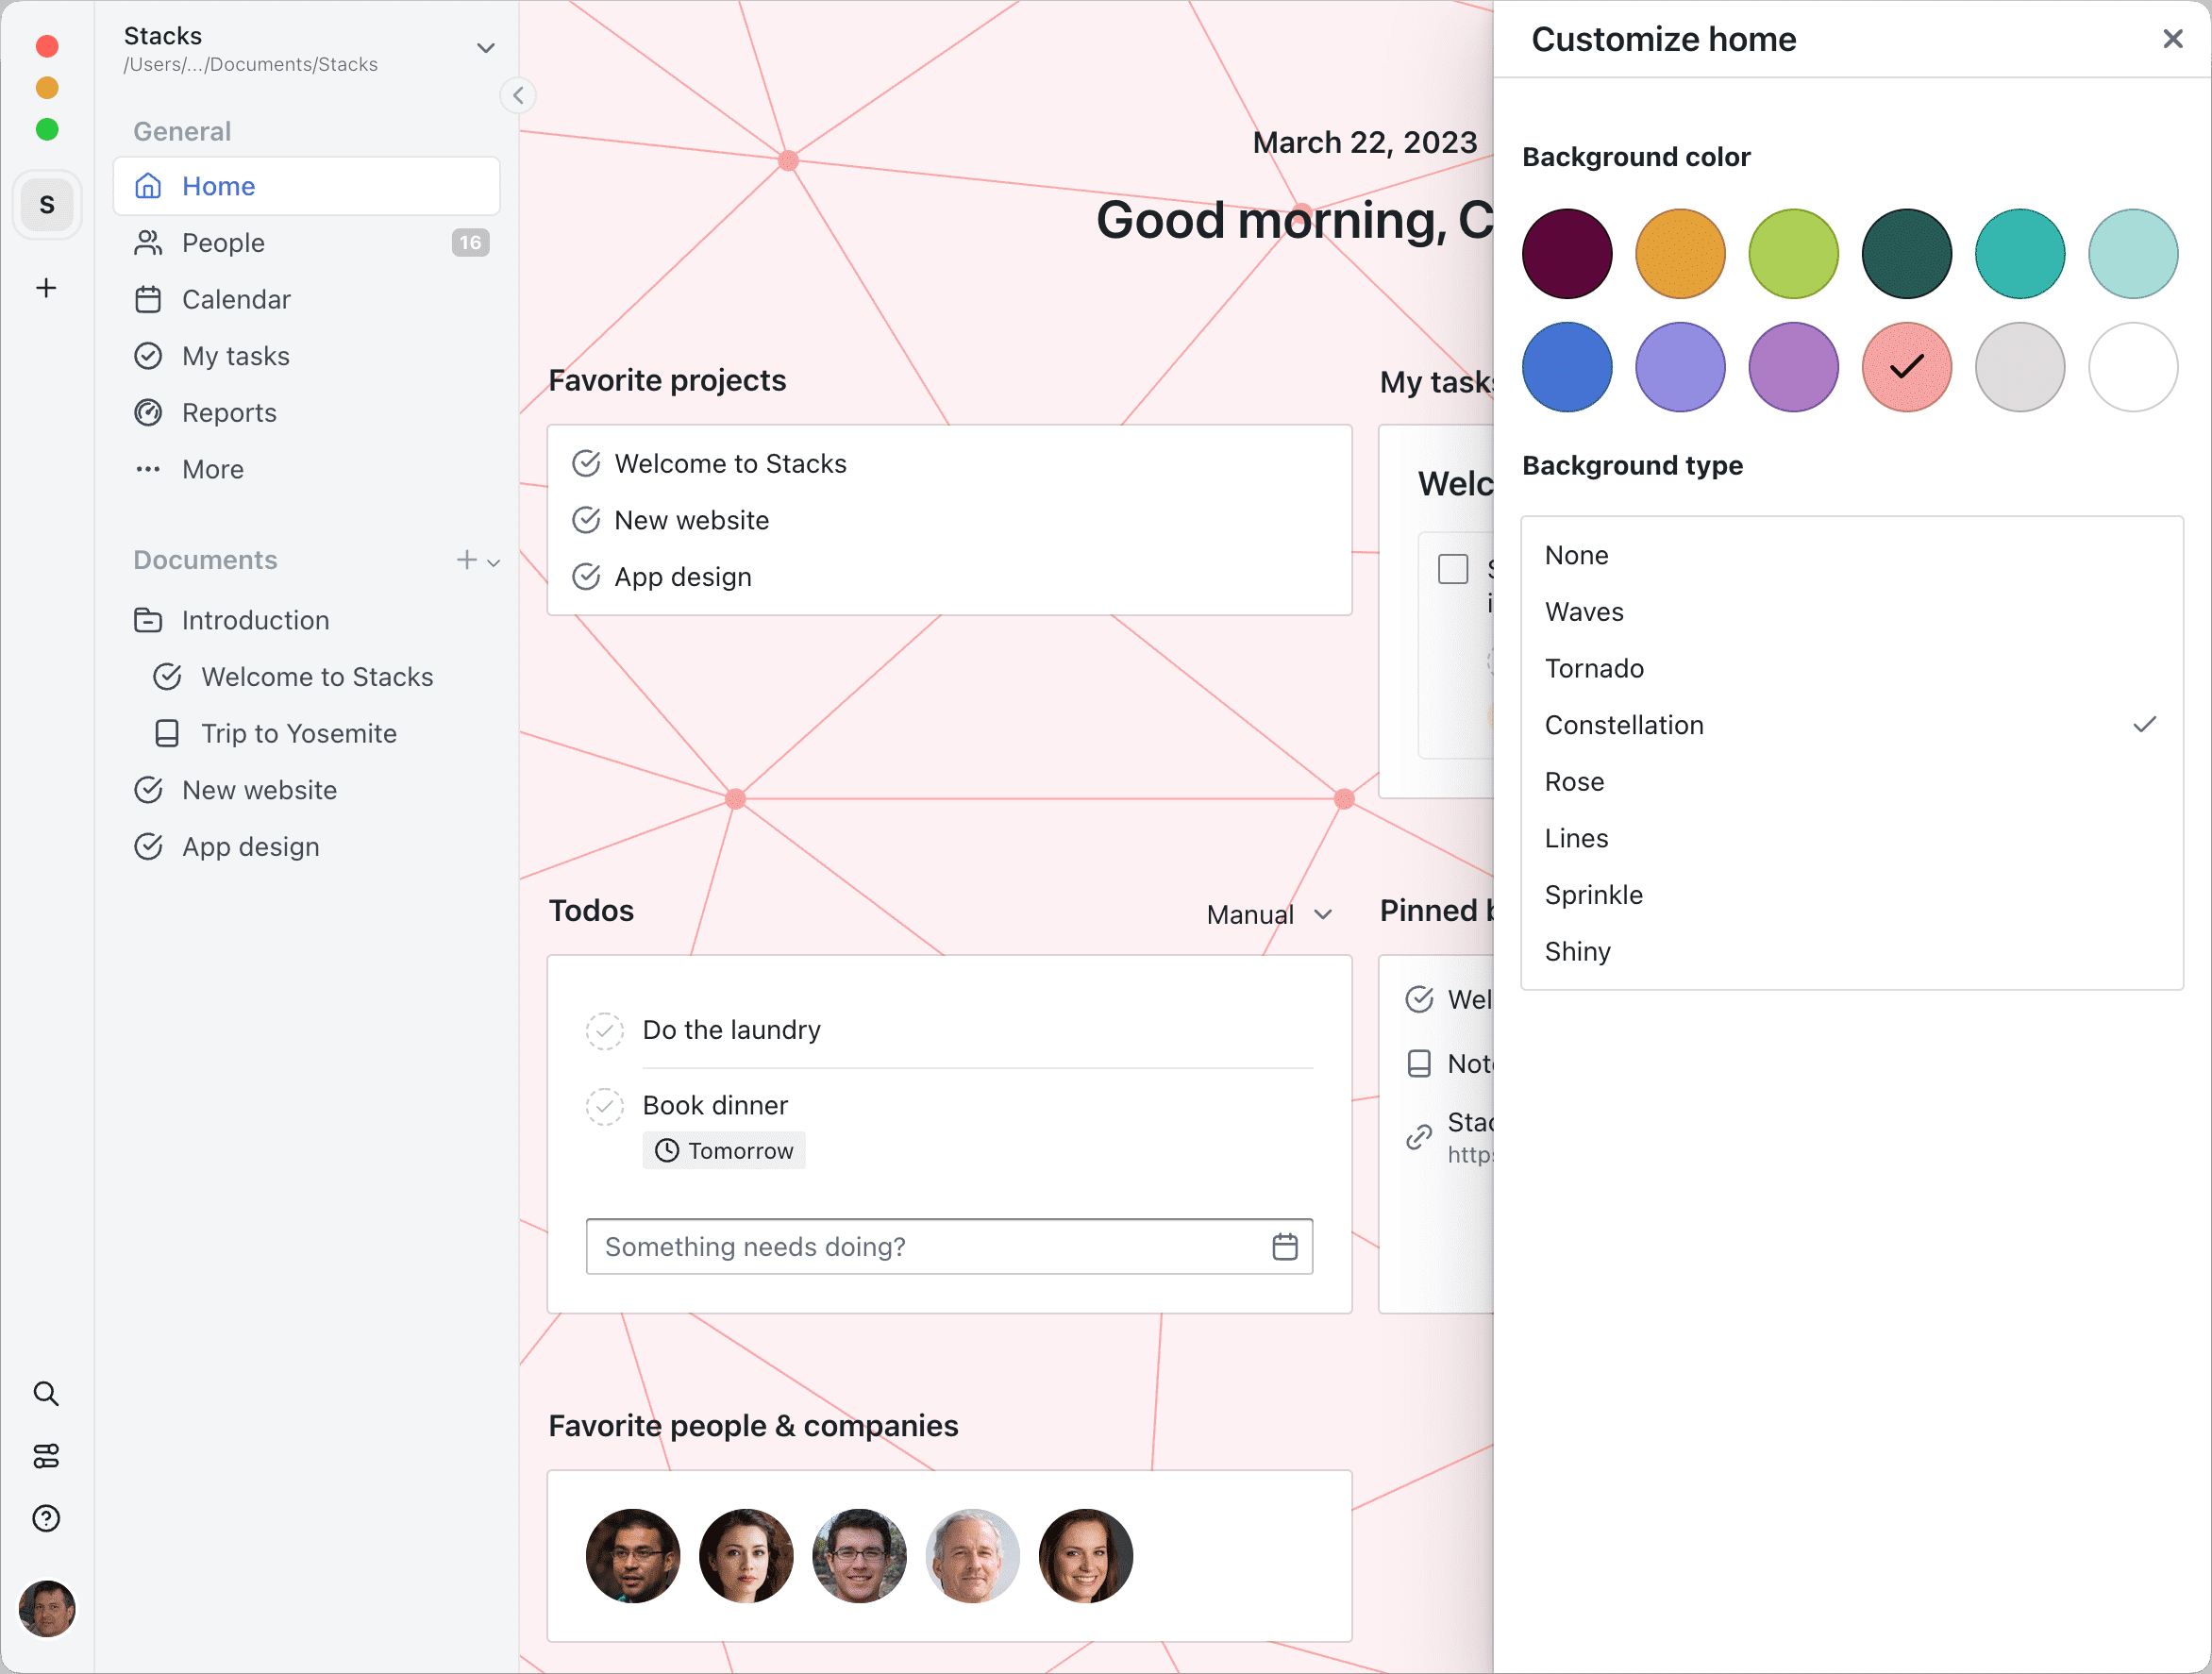 Stacks
/Users/.../Documents/Stacks
General
S
Home
People 16
Calendar
My tasks
Reports
More
Documents
Introduction
Welcome to Stacks
Trip to Yosemite
New website
App design
March 22, 2023
Good morning, C
Favorite projects
Welcome to Stacks
New website
App design
My tasks
Welc
Todos
Manual
Do the laundry
Book dinner
Tomorrow
Something needs doing?
Pinned
Wel
Not
Stac
http
Favorite people & companies
Customize home
Background color
Background type
None
Waves
Tornado
Constellation
Rose
Lines
Sprinkle
Shiny